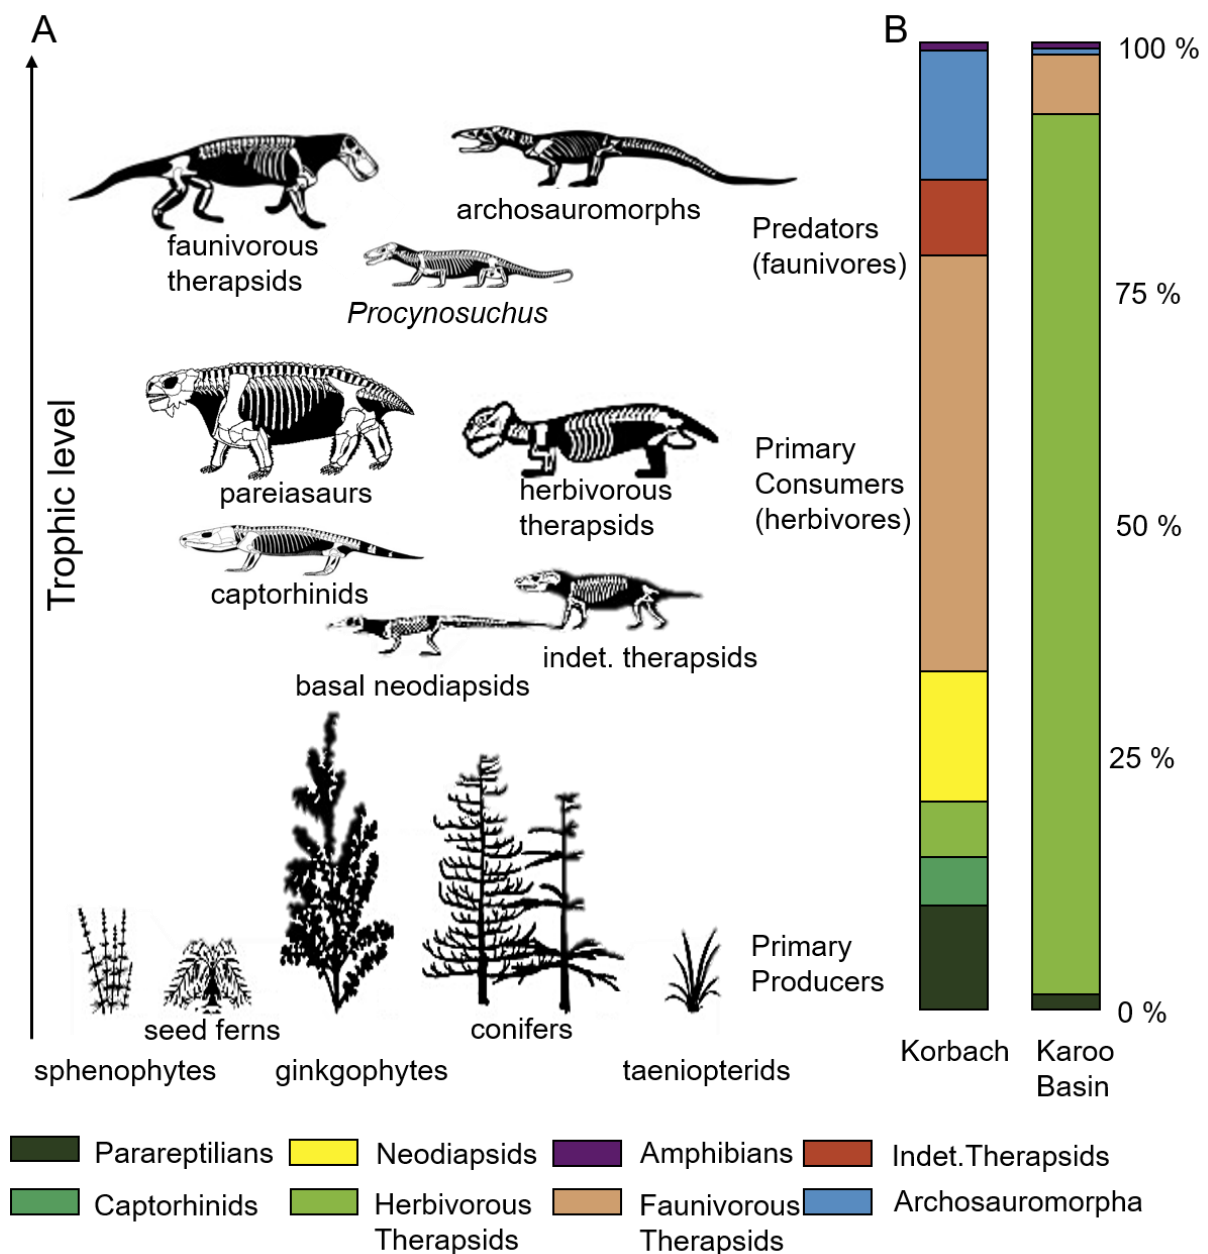 A
B
100 %
archosauromorphs
Predators
(faunivores)
faunivorous
therapsids
75 %
Procynosuchus
Trophic level
Primary
Consumers
(herbivores)
pareiasaurs
herbivorous
therapsids
50 %
captorhinids
indet. therapsids
basal neodiapsids
25 %
Primary
Producers
0 %
seed ferns
conifers
sphenophytes
ginkgophytes
taeniopterids
Korbach
Karoo
Basin
Parareptilians
Neodiapsids
Amphibians
Indet.Therapsids
Captorhinids
Herbivorous
Therapsids
Faunivorous
Therapsids
Archosauromorpha